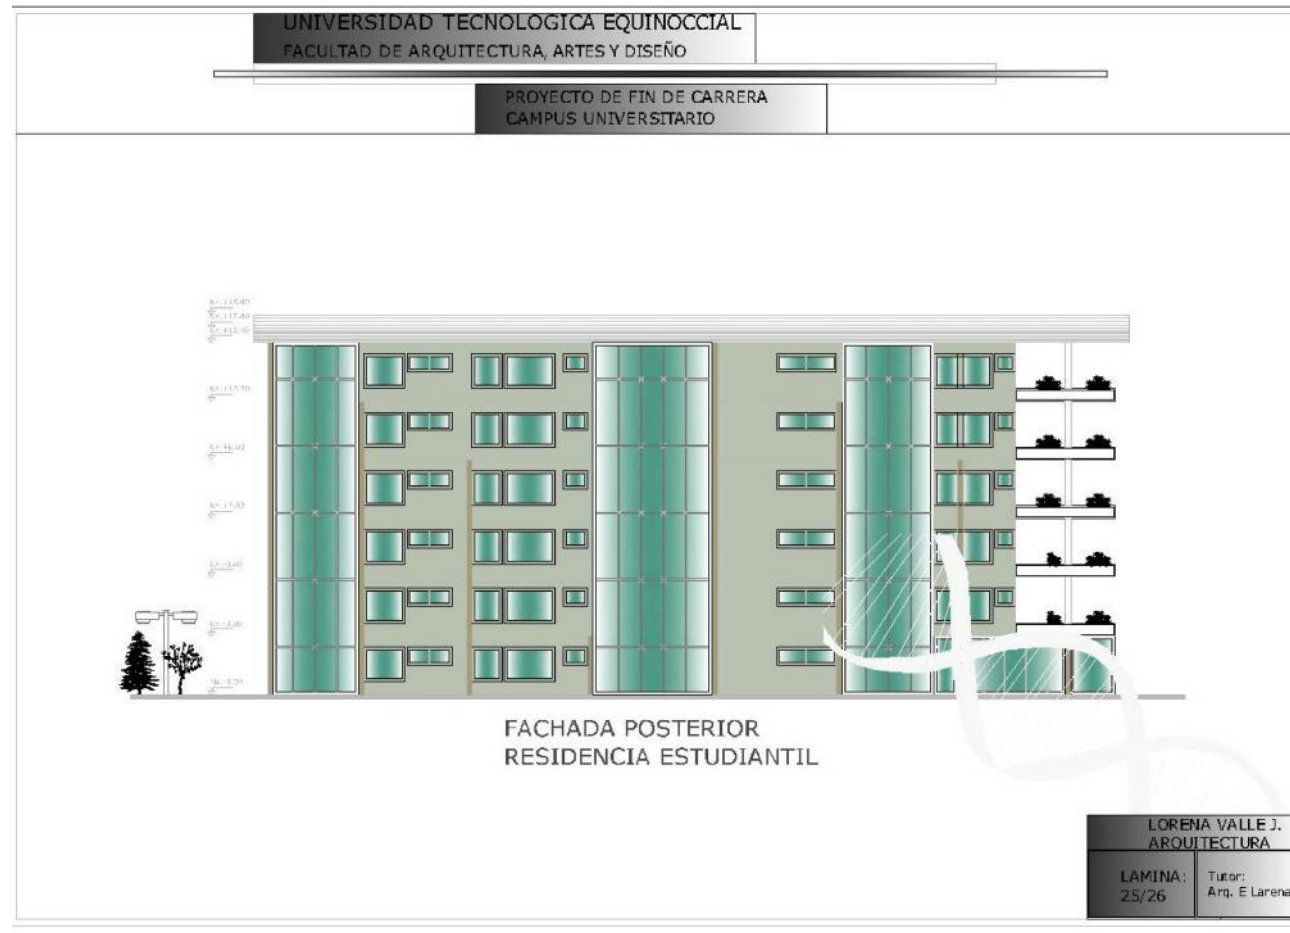 UNIVERSIDAD TECNOLOGICA EQUINOCCIAL
FACULTAD DE ARQUITECTURA, ARTES Y DISEÑO
PROYECTO DE FIN DE CARRERA
CAMPUS UNIVERSITARIO
FACHADA POSTERIOR
RESIDENCIA ESTUDIANTIL
LORENA VALLE J.
ARQUITECTURA
LAMINA:
25/26
Tutor:
Arq. E Larena